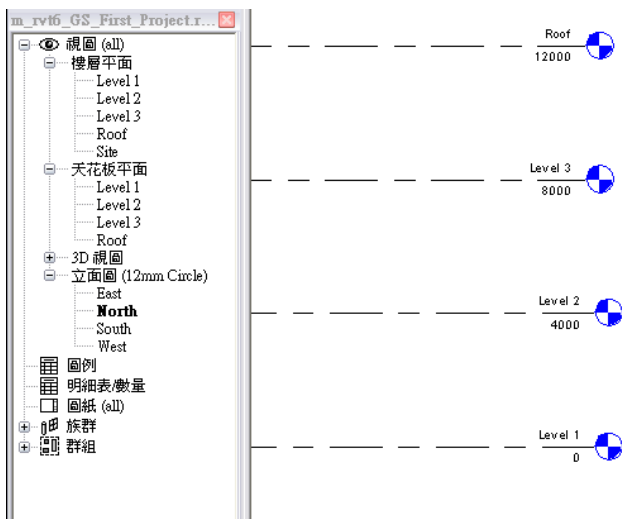 m_rvt6_GS_First_Project.r...
視圖 (all)
樓層平面
Level 1
Level 2
Level 3
Roof
Site
天花板平面
Level 1
Level 2
Level 3
Roof
3D 視圖
立面圖 (12mm Circle)
East
North
South
West
圖例
明細表/數量
圖紙 (all)
族群
群組
Roof
12000
Level 3
8000
Level 2
4000
Level 1
0